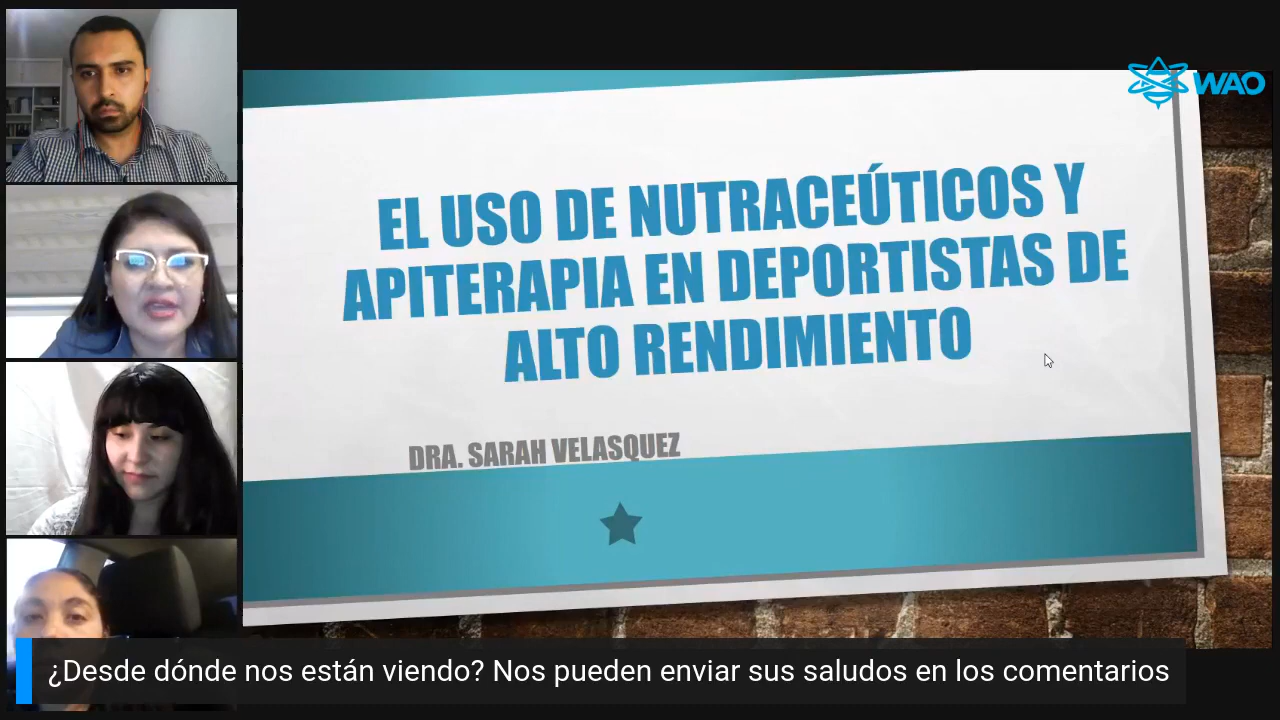 WAO
EL USO DE NUTRACEÚTICOS Y
APITERAPIA EN DEPORTISTAS DE
ALTO RENDIMIENTO
DRA. SARAH VELASQUEZ
¿Desde dónde nos están viendo? Nos pueden enviar sus saludos en los comentarios